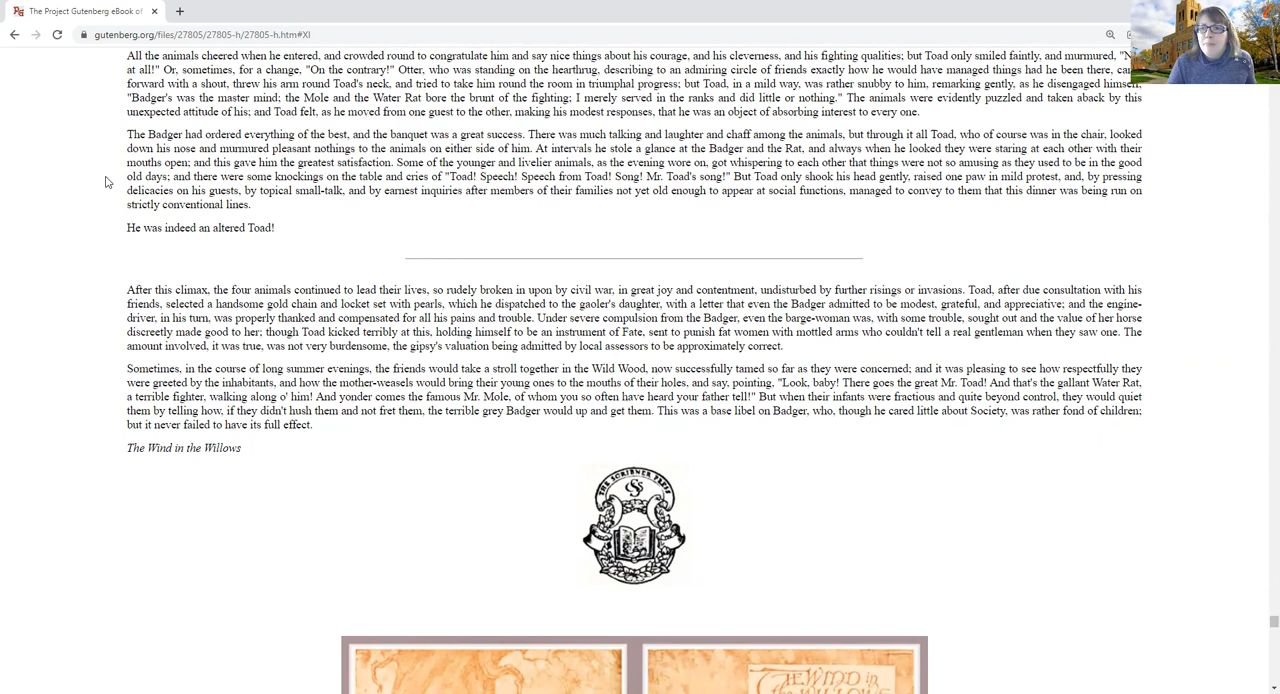 The Project Gutenberg eBook of
gutenberg.org/files/27805/27805-h/27805-h.htm#XI
All the animals cheered when he entered, and crowded round to congratulate him and say nice things about his courage, and his cleverness, and his fighting qualities; but Toad only smiled faintly, and murmured,
at all!" Or, sometimes, for a change, "On the contrary!" Otter, who was standing on the hearthrug, describing to an admiring circle of friends exactly how he would have managed things had he been there,
forward with a shout, threw his arm round Toad's neck, and tried to take him round the room in triumphal progress; but Toad, in a mild way, was rather snubby to him, remarking gently, as he disengaged himself,
"Badger's was the master mind; the Mole and the Water Rat bore the brunt of the fighting; I merely served in the ranks and did little or nothing." The animals were evidently puzzled and taken aback by this
unexpected attitude of his; and Toad felt, as he moved from one guest to the other, making his modest responses, that he was an object of absorbing interest to every one.
The Badger had ordered everything of the best, and the banquet was a great success. There was much talking and laughter and chaff among the animals, but through it all Toad, who of course was in the chair, looked
down his nose and murmured pleasant nothings to the animals on either side of him. At intervals he stole a glance at the Badger and the Rat, and always when he looked they were staring at each other with their
mouths open; and this gave him the greatest satisfaction. Some of the younger and livelier animals, as the evening wore on, got whispering to each other that things were not so amusing as they used to be in the good
old days; and there were some knockings on the table and cries of "Toad! Speech! Speech from Toad! Song! Mr. Toad's song!" But Toad only shook his head gently, raised one paw in mild protest, and, by pressing
delicacies on his guests, by topical small-talk, and by earnest inquiries after members of their families not yet old enough to appear at social functions, managed to convey to them that this dinner was being run on
strictly conventional lines.
He was indeed an altered Toad!
After this climax, the four animals continued to lead their lives, so rudely broken in upon by civil war, in great joy and contentment, undisturbed by further risings or invasions. Toad, after due consultation with his
friends, selected a handsome gold chain and locket set with pearls, which he dispatched to the gaoler's daughter, with a letter that even the Badger admitted to be modest, grateful, and appreciative; and the engine-
driver, in his turn, was properly thanked and compensated for all his pains and trouble. Under severe compulsion from the Badger, even the barge-woman was, with some trouble, sought out and the value of her horse
discreetly made good to her; though Toad kicked terribly at this, holding himself to be an instrument of Fate, sent to punish fat women with mottled arms who couldn't tell a real gentleman when they saw one. The
amount involved, it was true, was not very burdensome, the gipsy's valuation being admitted by local assessors to be approximately correct.
Sometimes, in the course of long summer evenings, the friends would take a stroll together in the Wild Wood, now successfully tamed so far as they were concerned; and it was pleasing to see how respectfully they
were greeted by the inhabitants, and how the mother-weasels would bring their young ones to the mouths of their holes, and say, pointing, "Look, baby! There goes the great Mr. Toad! And that's the gallant Water Rat,
a terrible fighter, walking along o' him! And yonder comes the famous Mr. Mole, of whom you so often have heard your father tell!" But when their infants were fractious and quite beyond control, they would quiet
them by telling how, if they didn't hush them and not fret them, the terrible grey Badger would up and get them. This was a base libel on Badger, who, though he cared little about Society, was rather fond of children;
but it never failed to have its full effect.
The Wind in the Willows
THE SCRIBNER PRESS
THE WIND in
the WILLOWS